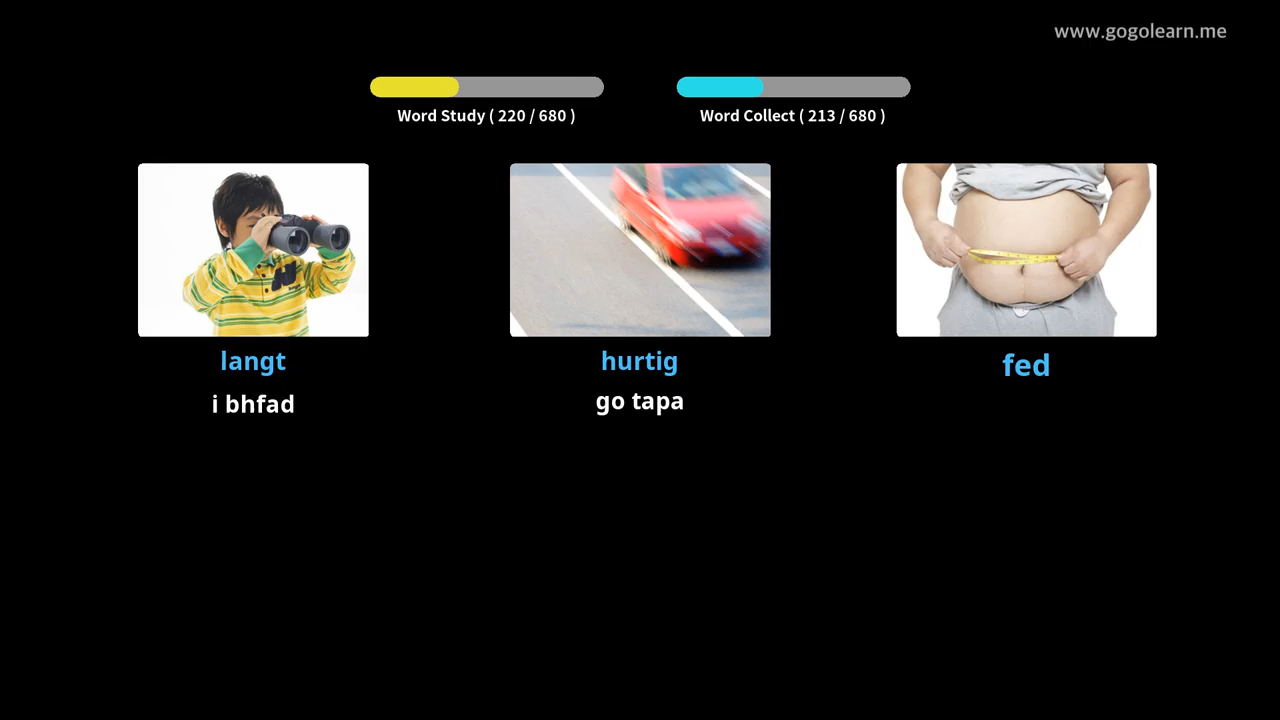 www.gogolearn.me
Word Study ( 220 / 680 )
Word Collect ( 213 / 680 )
langt
hurtig
fed
i bhfad
go tapa